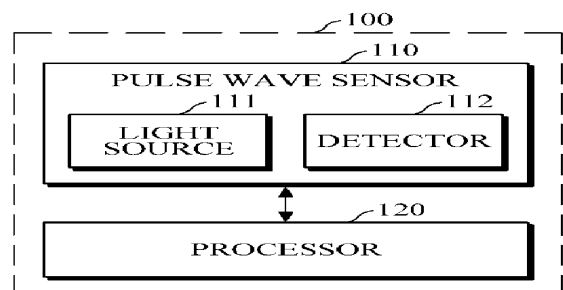 100
110
PULSE WAVE SENSOR
111
112
LIGHT
SOURCE
DETECTOR
120
PROCESSOR